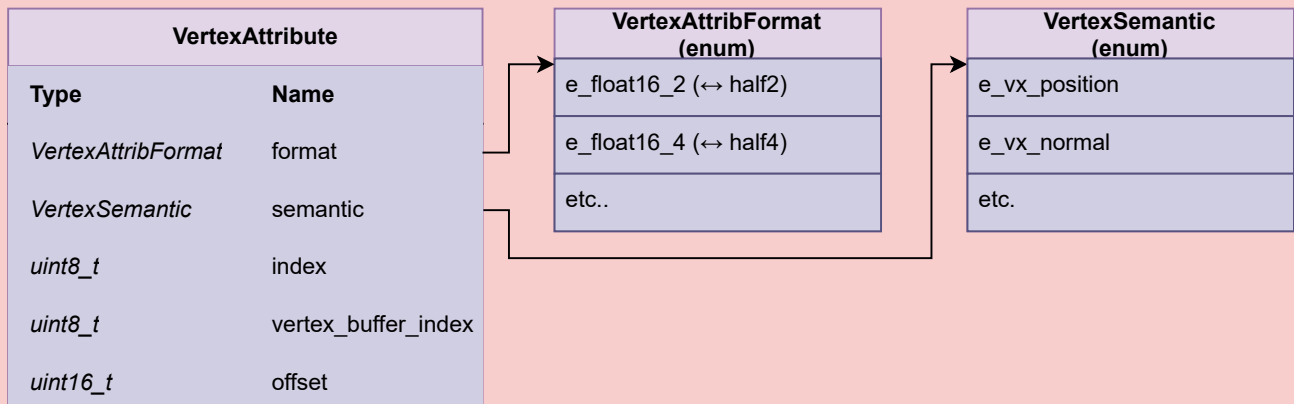 VertexAttribute
Type Name
VertexAttribFormat format
VertexSemantic semantic
uint8_t index
uint8_t vertex_buffer_index
uint16_t offset
VertexAttribFormat
(enum)
e_float16_2 (↔ half2)
e_float16_4 (↔ half4)
etc..
VertexSemantic
(enum)
e_vx_position
e_vx_normal
etc.